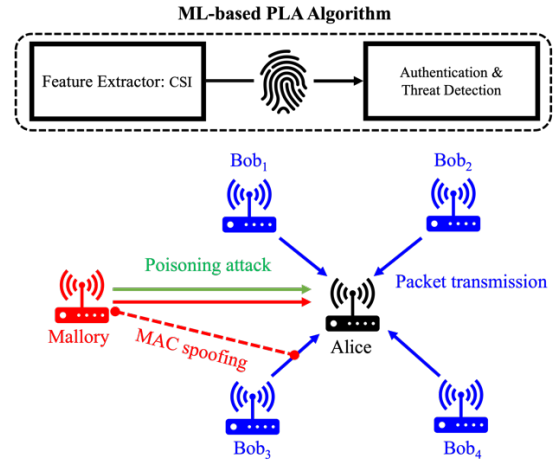 ML-based PLA Algorithm
Feature Extractor: CSI
Authentication &
Threat Detection
Bob1
Bob2
Poisoning attack
Packet transmission
Mallory
MAC spoofing
Alice
Bob3
Bob4